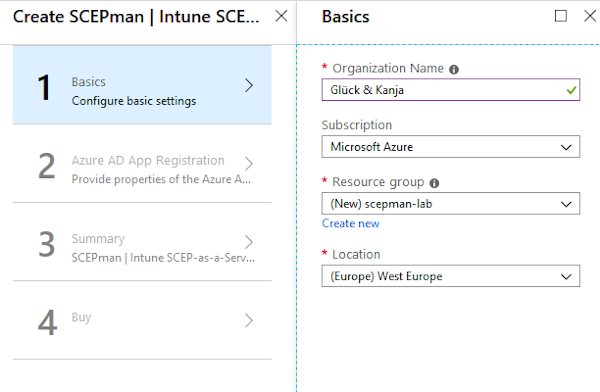 Create SCEPman | Intune SCE...
Basics
1
Basics
Configure basic settings
2
Azure AD App Registration
Provide properties of the Azure A...
3
Summary
SCEPman | Intune SCEP-as-a-Serv...
4
Buy
* Organization Name
Glück & Kanja
Subscription
Microsoft Azure
* Resource group
(New) scepman-lab
Create new
* Location
(Europe) West Europe